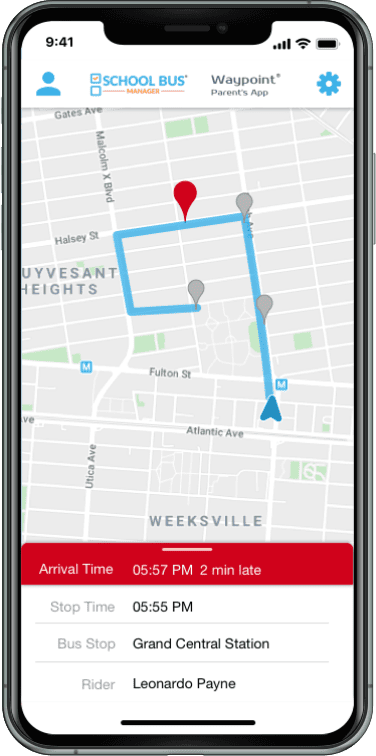 9:41
SCHOOL BUS
MANAGER
Waypoint®
Parent's App
Gates Ave
Malcolm X Blvd
Halsey St
UYVESANT
HEIGHTS
M
Fulton St
M
Atlantic Ave
Utica Ave
WEEKSVILLE
Arrival Time 05:57 PM 2 min late
Stop Time 05:55 PM
Bus Stop Grand Central Station
Rider Leonardo Payne